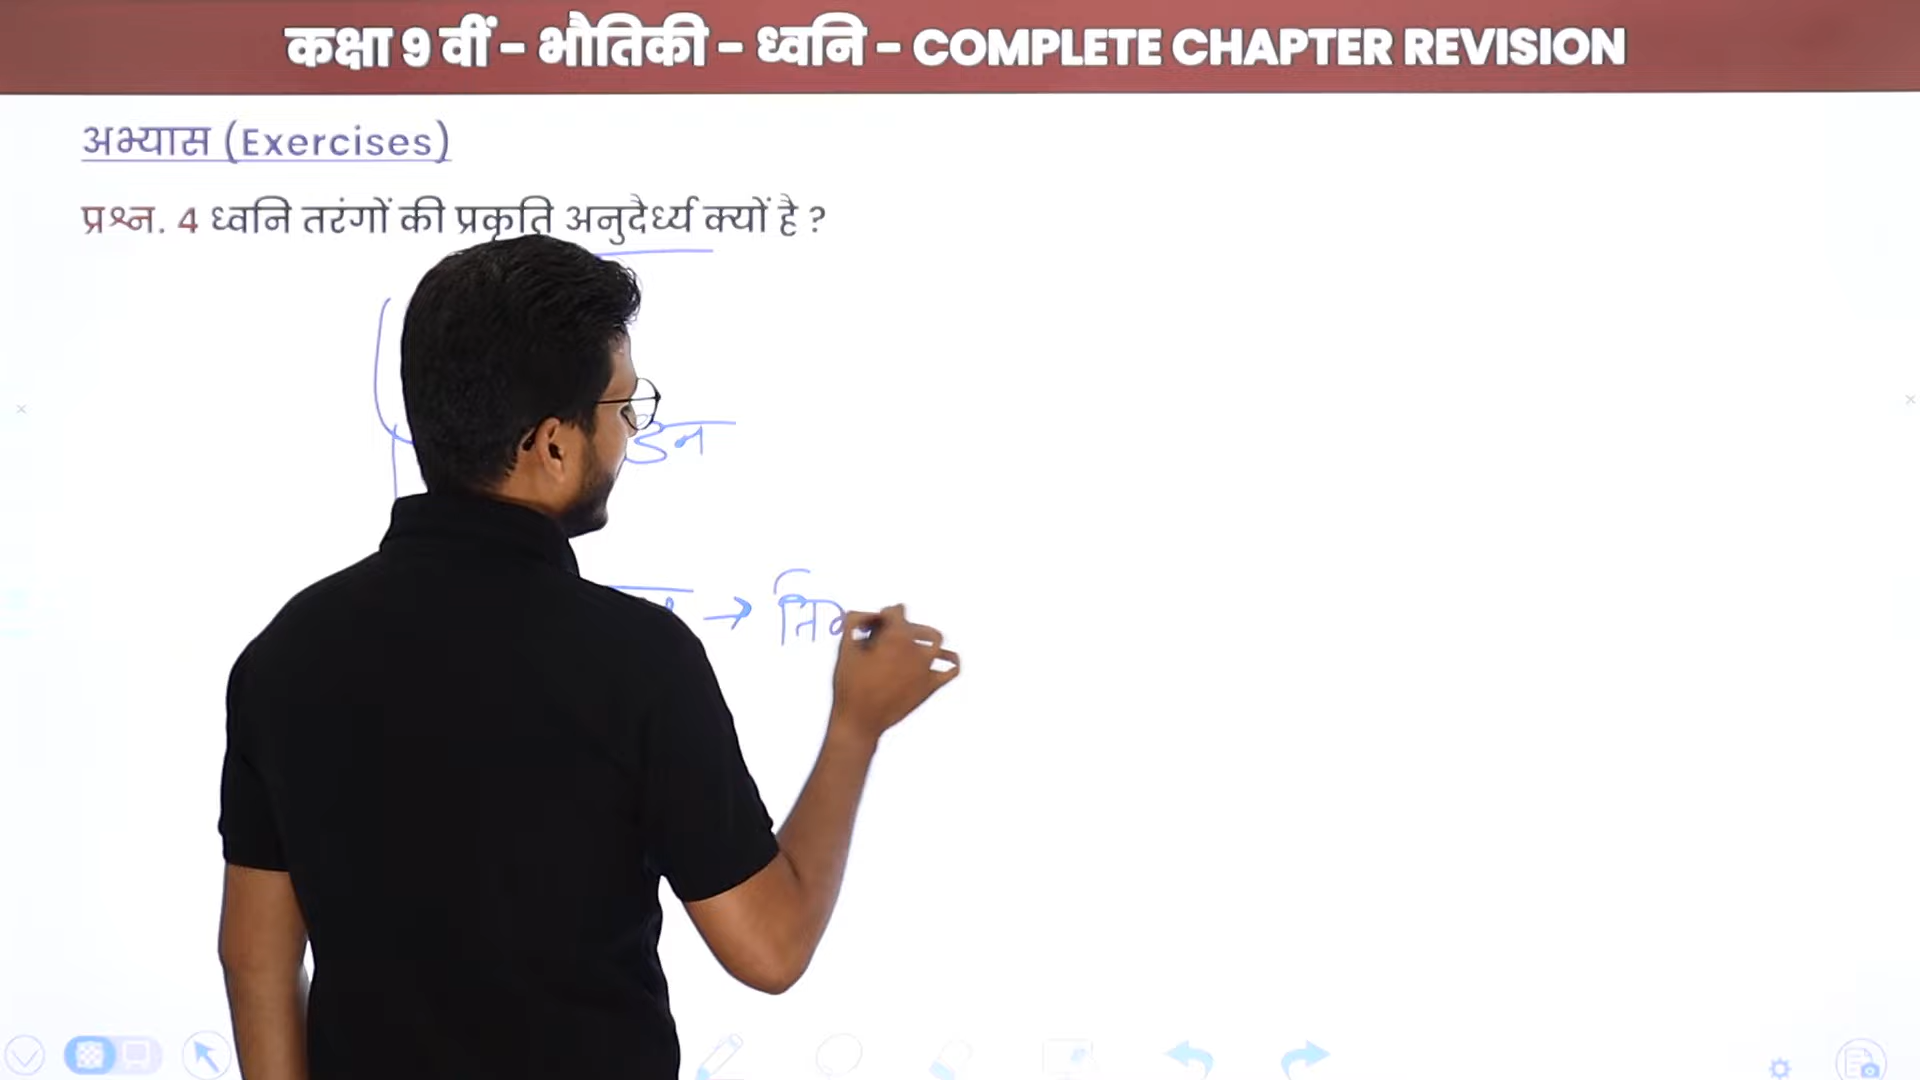 कक्षा 9 वीं - भौतिकी - ध्वनि - COMPLETE CHAPTER REVISION
अभ्यास (Exercises)
प्रश्न. 4 ध्वनि तरंगों की प्रकृति अनुदैर्ध्य क्यों है ?